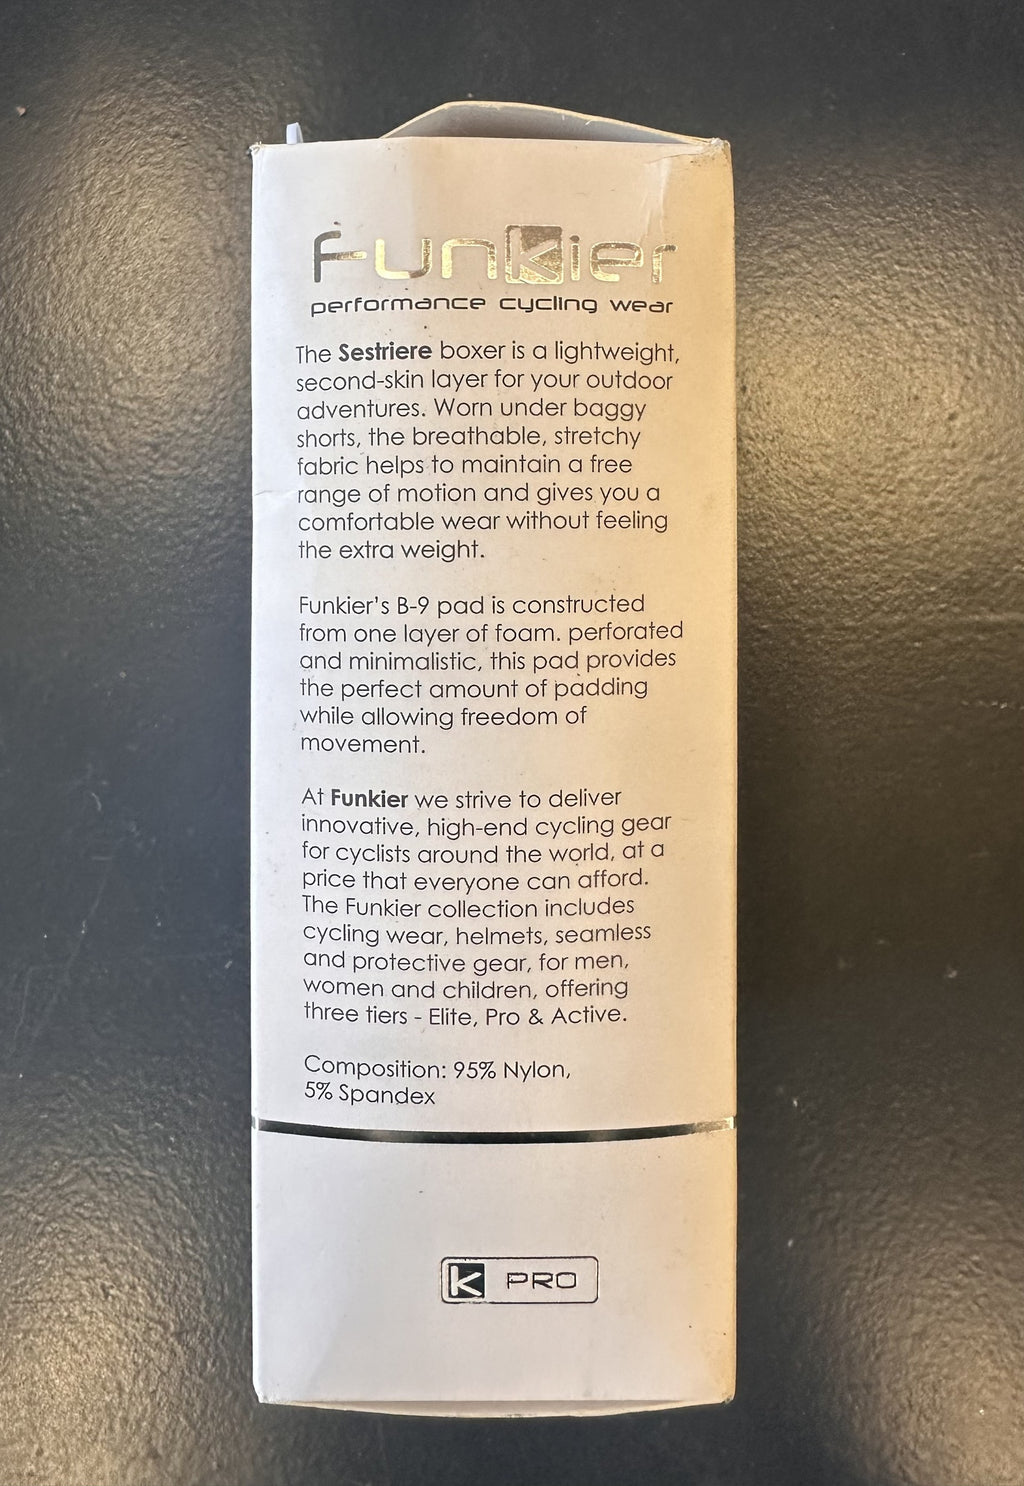 funkier
performance cycling wear
The Sestriere boxer is a lightweight,
second-skin layer for your outdoor
adventures. Worn under baggy
shorts, the breathable, stretchy
fabric helps to maintain a free
range of motion and gives you a
comfortable wear without feeling
the extra weight.
Funkier's B-9 pad is constructed
from one layer of foam. perforated
and minimalistic, this pad provides
the perfect amount of padding
while allowing freedom of
movement.
At Funkier we strive to deliver
innovative, high-end cycling gear
for cyclists around the world, at a
price that everyone can afford.
The Funkier collection includes
cycling wear, helmets, seamless
and protective gear, for men,
women and children, offering
three tiers - Elite, Pro & Active.
Composition: 95% Nylon,
5% Spandex
K PRO